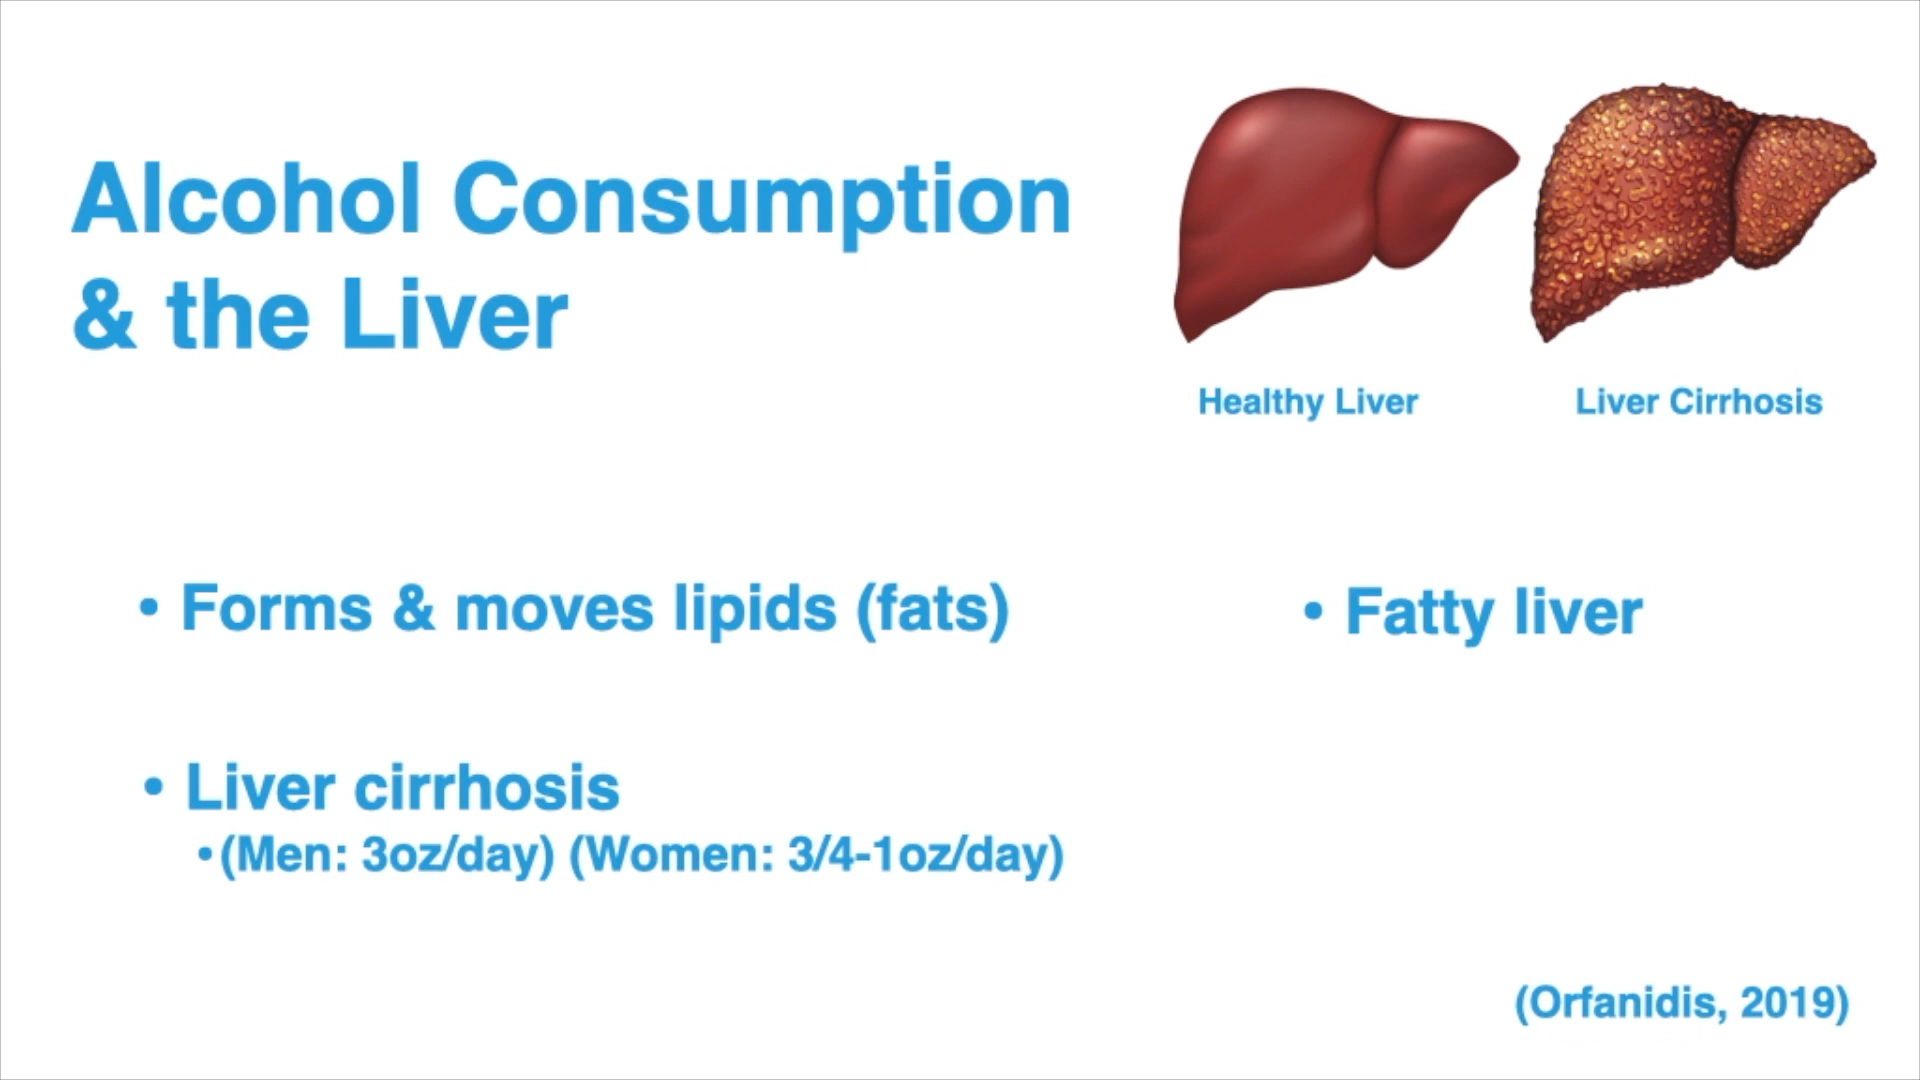 Alcohol Consumption
& the Liver
Healthy Liver
Liver Cirrhosis
• Forms & moves lipids (fats)
• Fatty liver
• Liver cirrhosis
•(Men: 3oz/day) (Women: 3/4-1oz/day)
(Orfanidis, 2019)